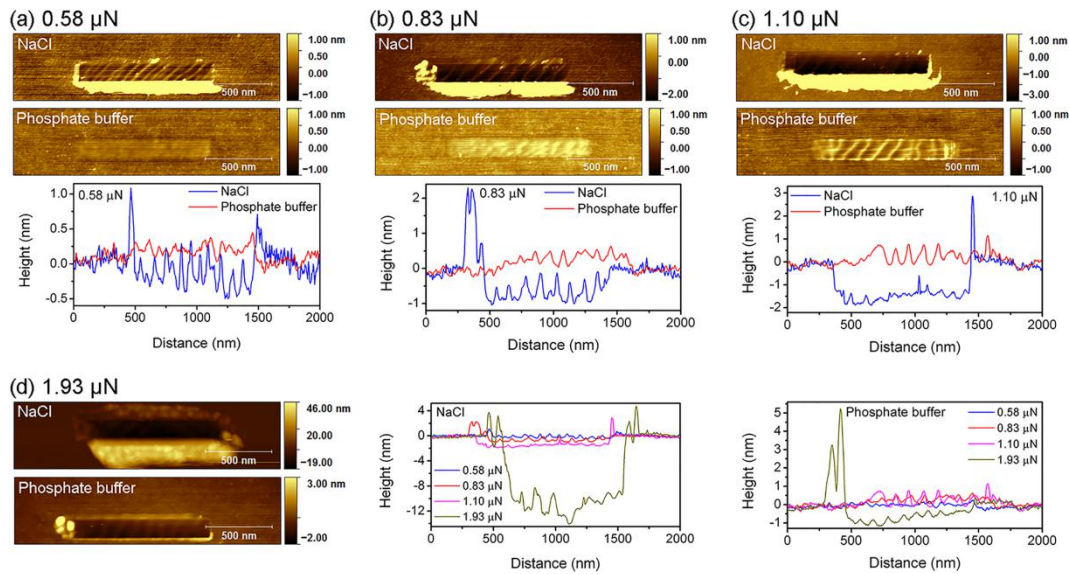 (a) 0.58 µN
NaCl
500 nm
1.00 nm
0.50
0.00
−1.00
Phosphate buffer
500 nm
1.00 nm
0.50
0.00
−1.00
Height (nm)
1.0
0.5
0.0
-0.5
0.58 µN
NaCl
Phosphate buffer
0 500 1000 1500 2000
Distance (nm)
(b) 0.83 µN
NaCl
500 nm
1.00 nm
0.00
−2.00
Phosphate buffer
500 nm
1.00 nm
0.50
0.00
−1.00
Height (nm)
2
1
0
-1
NaCl
Phosphate buffer
0 500 1000 1500 2000
Distance (nm)
(c) 1.10 µN
NaCl
500 nm
1.00 nm
0.00
−1.00
−3.00
Phosphate buffer
500 nm
1.00 nm
0.50
0.00
−1.00
Height (nm)
3
2
1
0
-1
-2
NaCl
Phosphate buffer
1.10 µN
0 500 1000 1500 2000
Distance (nm)
(d) 1.93 µN
NaCl
500 nm
46.00 nm
20.00
−19.00
Phosphate buffer
500 nm
3.00 nm
−2.00
Height (nm)
4
0
-4
-8
-12
NaCl
0.58 µN
0.83 µN
1.10 µN
1.93 µN
0 500 1000 1500 2000
Distance (nm)
Height (nm)
5
4
3
2
1
0
-1
Phosphate buffer
0.58 µN
0.83 µN
1.10 µN
1.93 µN
0 500 1000 1500 2000
Distance (nm)